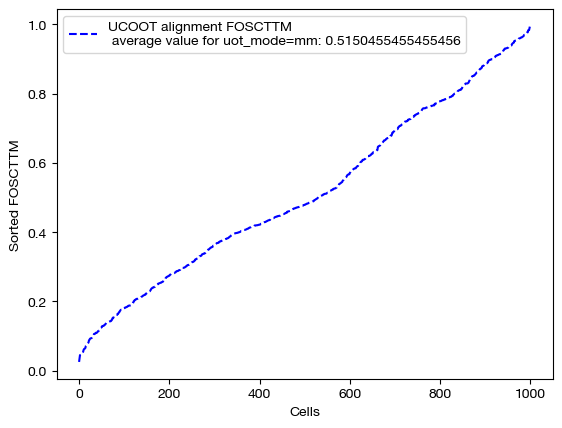 UCOOT alignment FOSCTTM
average value for uot_mode=mm: 0.5150455455455456
1.0
0.8
0.6
0.4
0.2
0.0
Sorted FOSCTTM
0 200 400 600 800 1000
Cells